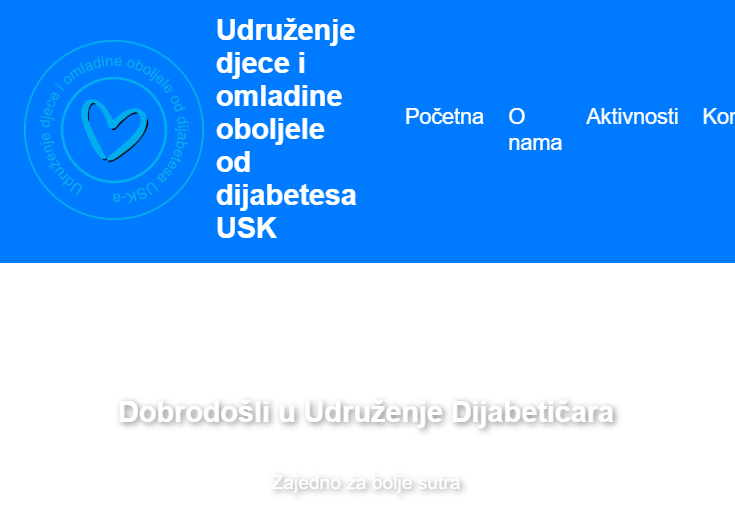 Udruženje djece i omladine oboljele od dijabetesa USK-a
Udruženje
djece i
omladine
oboljele
od
dijabetesa
USK
Početna
O
nama
Aktivnosti
Kon
Dobrodošli u Udruženje Dijabetičara
Zajedno za bolje sutra